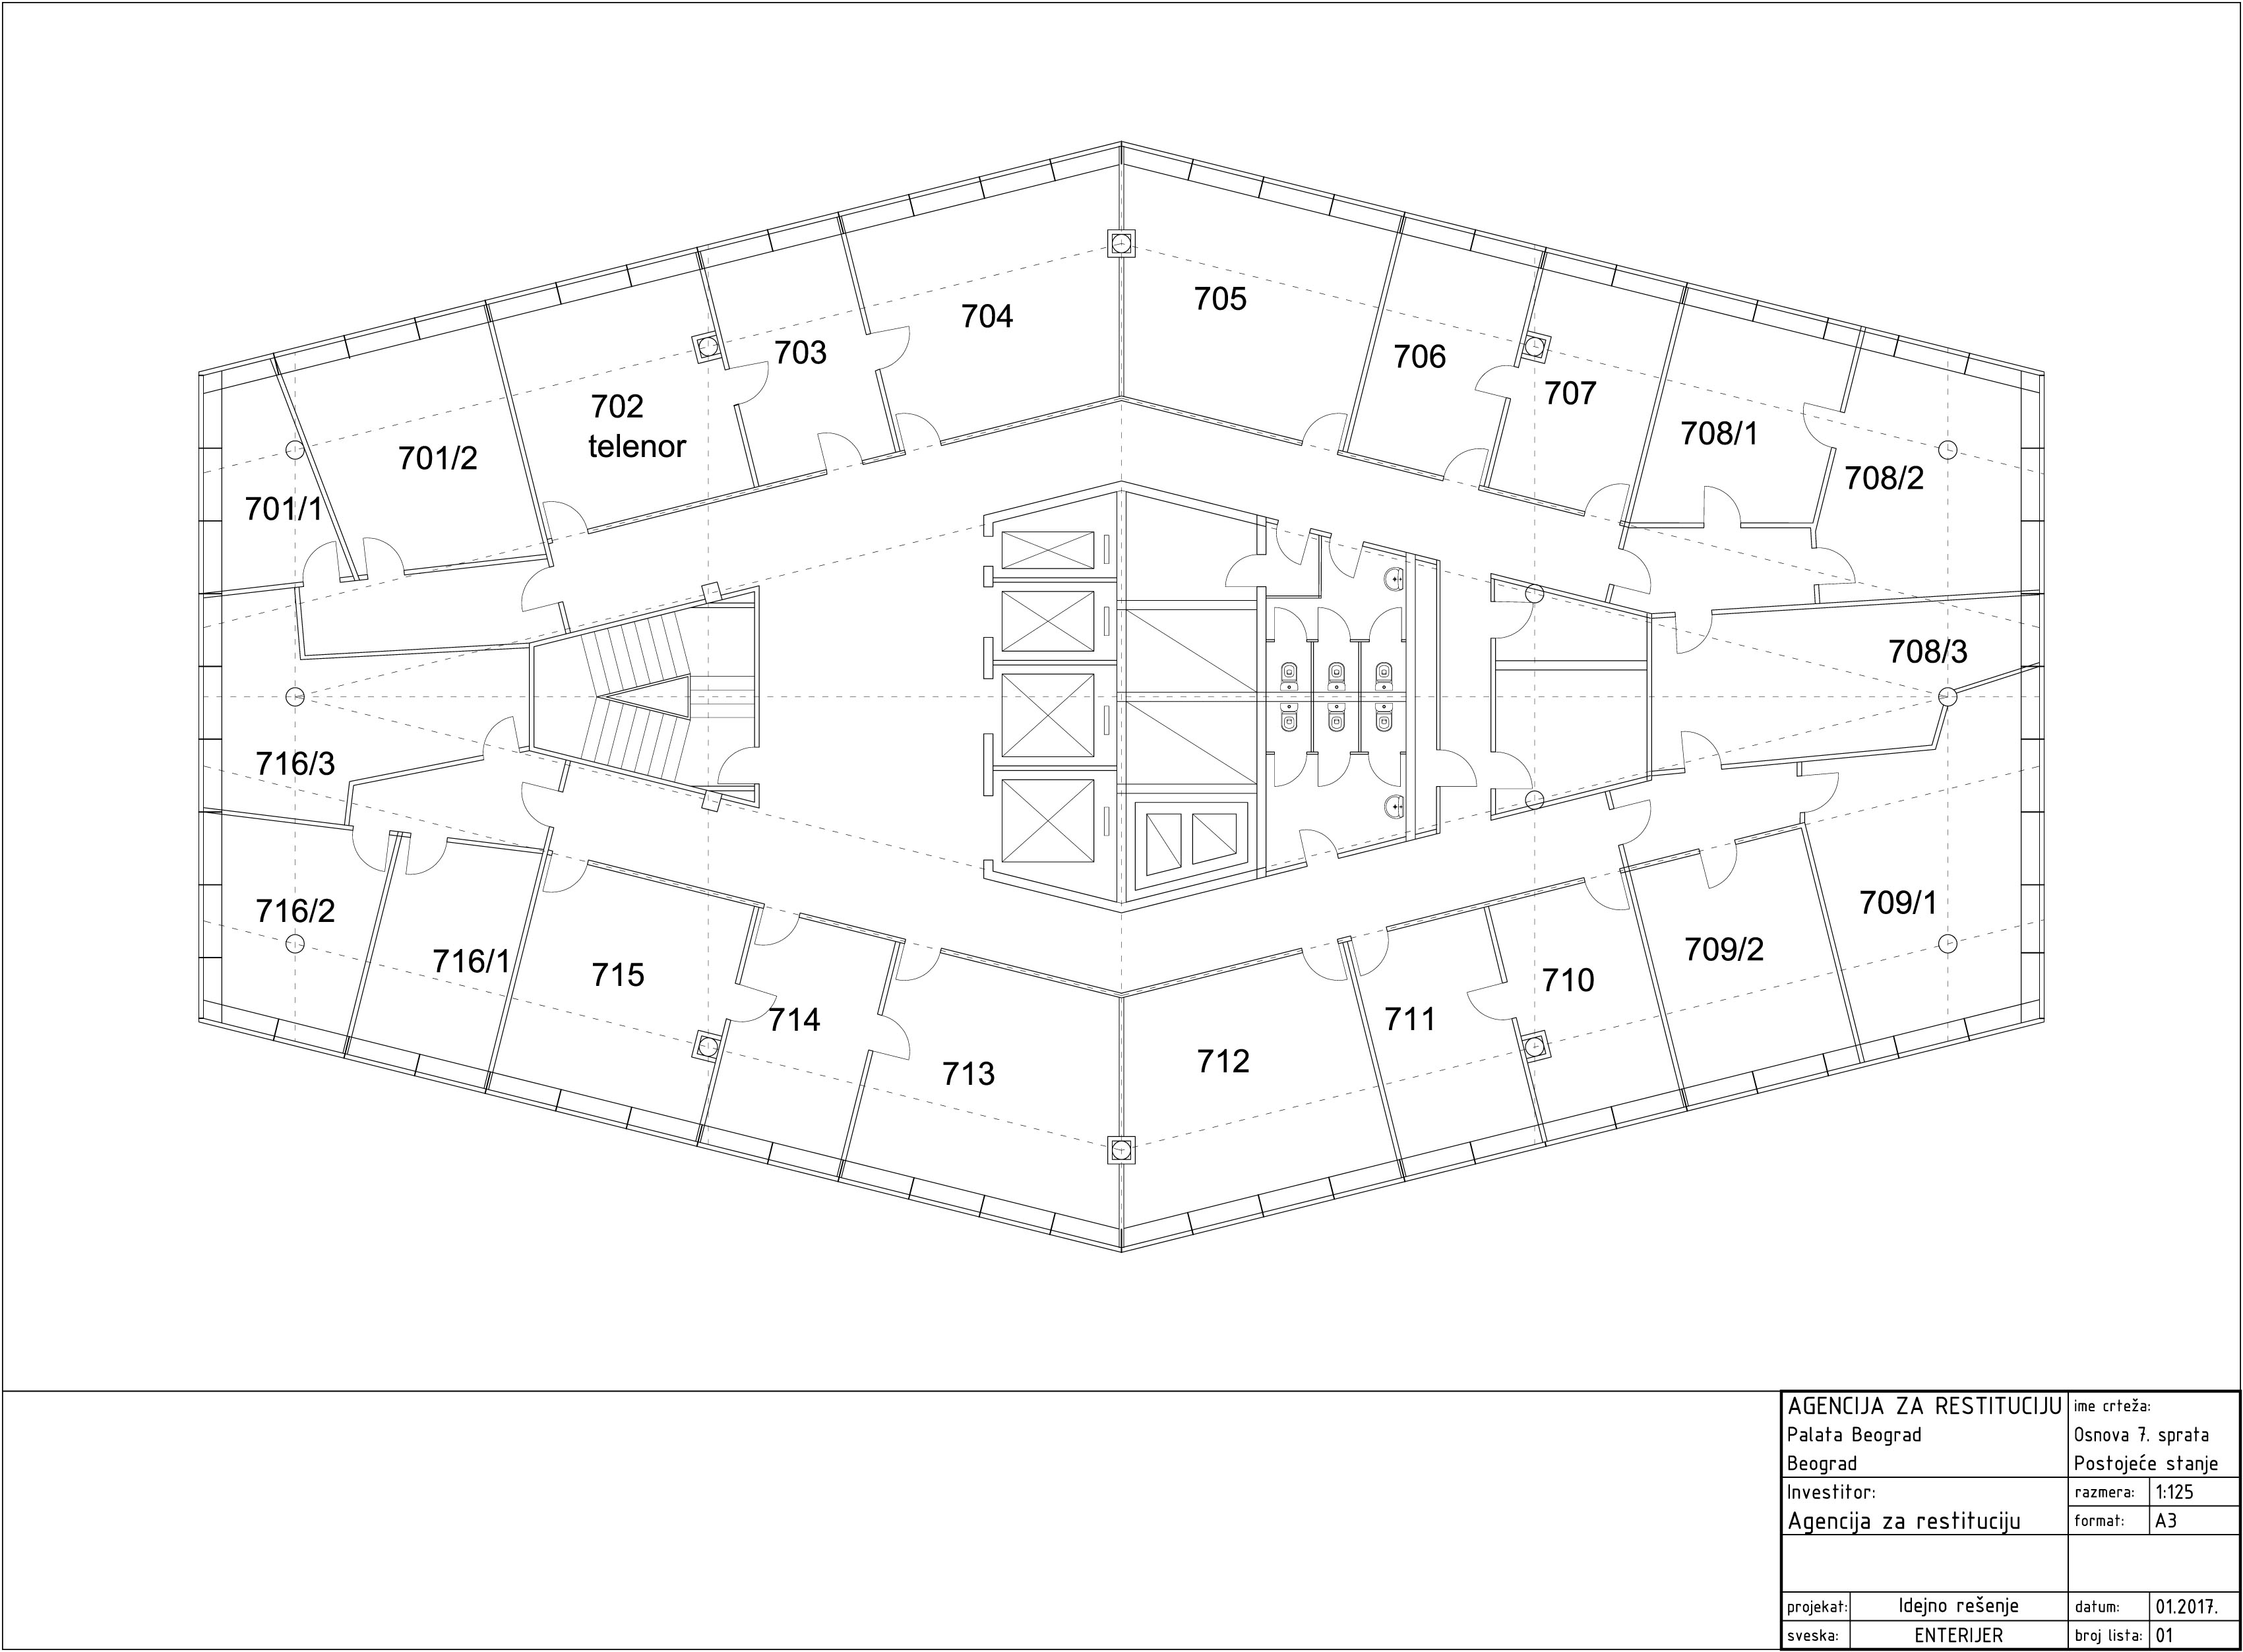 704
705
703
706
707
702
telenor
708/1
701/2
708/2
701/1
708/3
716/3
709/1
716/2
709/2
716/1
715
710
714
711
712
713
AGENCIJA ZA RESTITUCIJU
Palata Beograd
Beograd
ime crteža:
Osnova 7. sprata
Postojeće stanje
Investitor:
Agencija za restituciju
razmera: 1:125
format: A3
projekat: Idejno rešenje
datum: 01.2017.
sveska: ENTERIJER
broj lista: 01